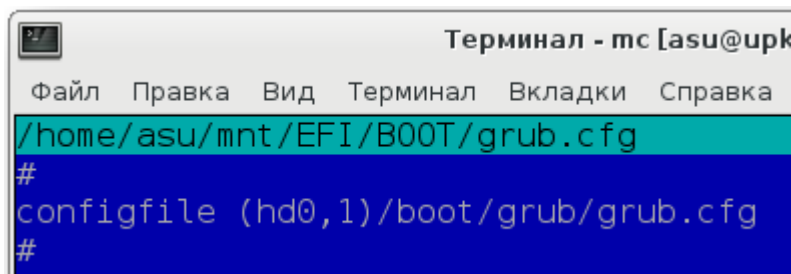 Терминал - mc [asu@upk
Файл Правка Вид Терминал Вкладки Справка
/home/asu/mnt/EFI/BOOT/grub.cfg
#
configfile (hd0,1)/boot/grub/grub.cfg
#